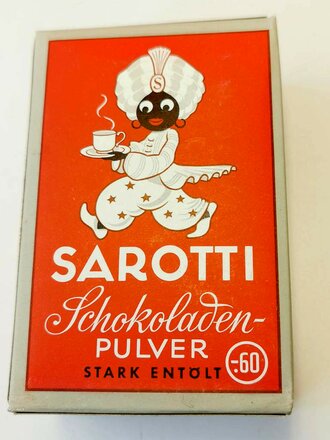 S
SAROTTI
Schokoladen-
PULVER
STARK ENTÖLT
-.60